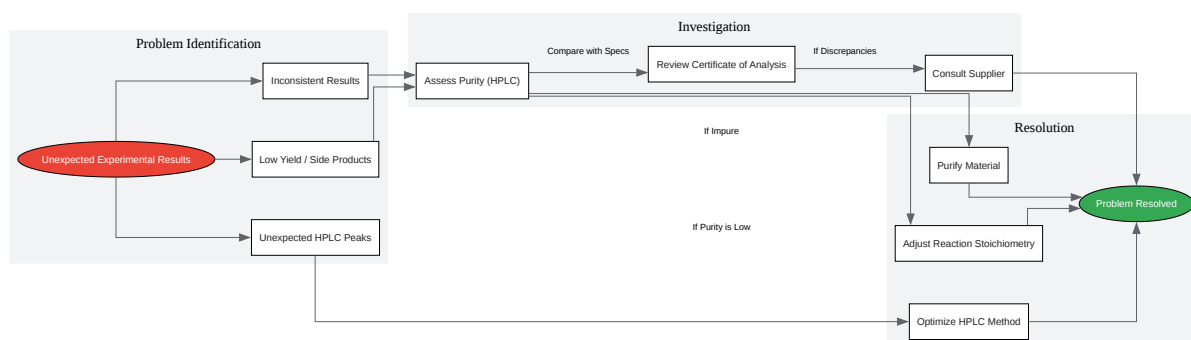 Problem Identification
Inconsistent Results
Unexpected Experimental Results
Low Yield / Side Products
Unexpected HPLC Peaks
Investigation
Assess Purity (HPLC)
Compare with Specs
Review Certificate of Analysis
If Discrepancies
Consult Supplier
If Impure
If Purity is Low
Resolution
Purify Material
Problem Resolved
Adjust Reaction Stoichiometry
Optimize HPLC Method